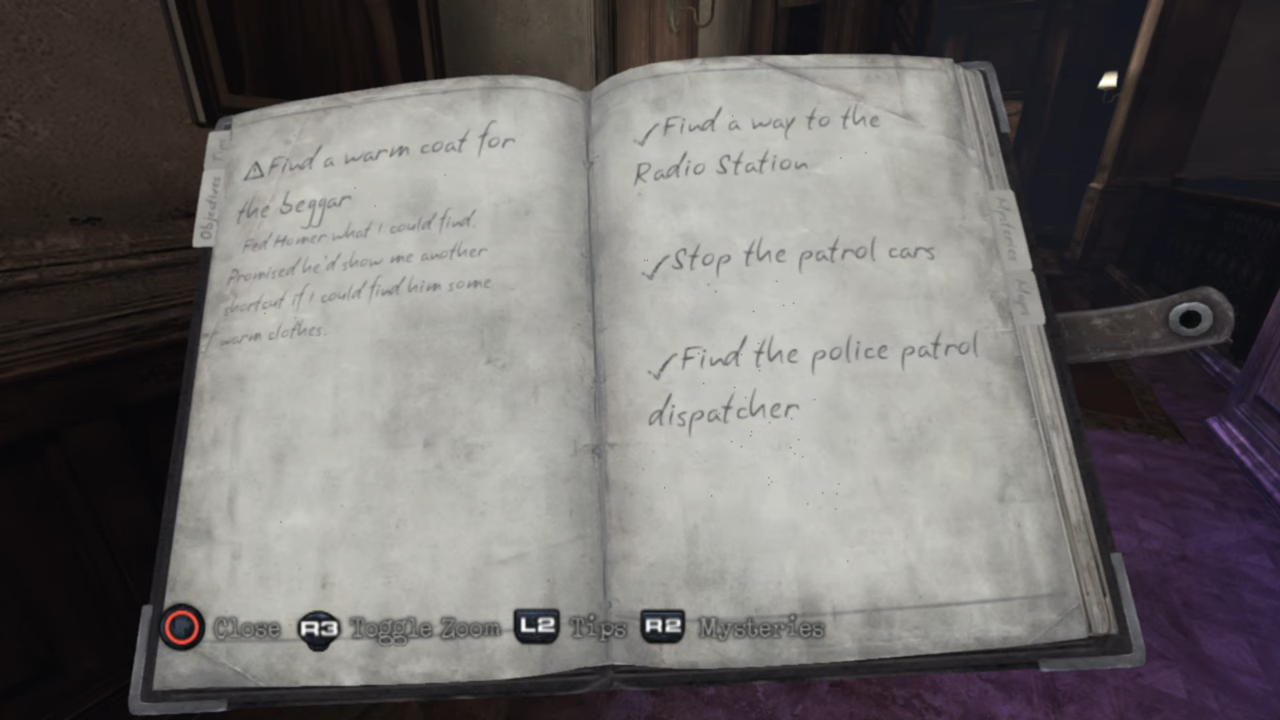 Objectives
⚠Find a warm coat for
the beggar
Fed Homer what I could find.
Promised he'd show me another
shortcut if I could find him some
warm clothes.
✓Find a way to the
Radio Station
✓Stop the patrol cars
✓Find the police patrol
dispatcher
Mysteries
Maps
Close R3 Toggle Zoom L2 Tips R2 Mysteries